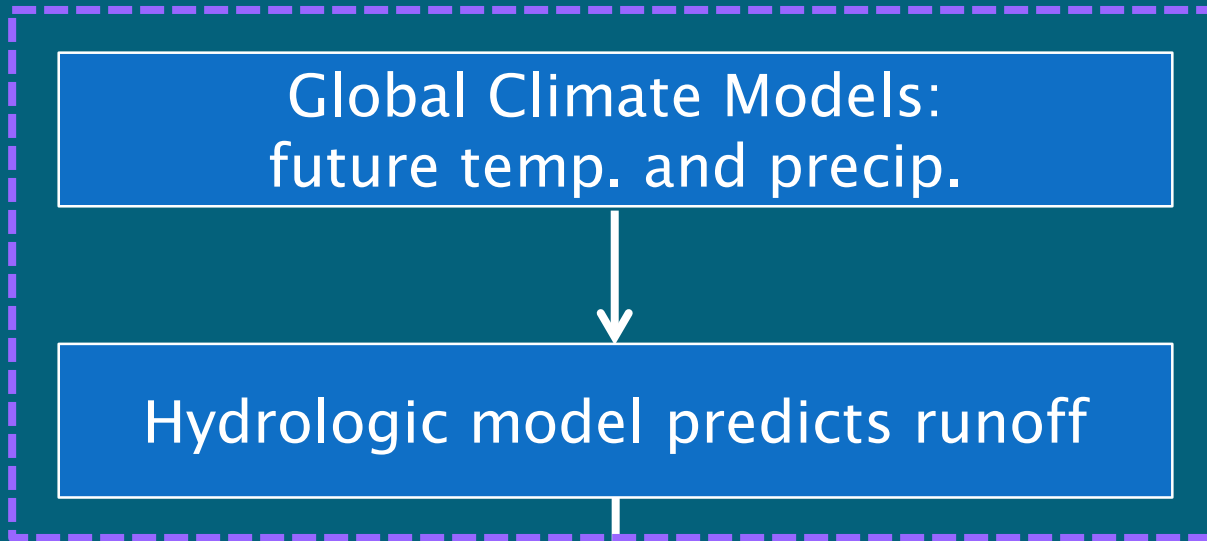 Global Climate Models:
future temp. and precip.
Hydrologic model predicts runoff